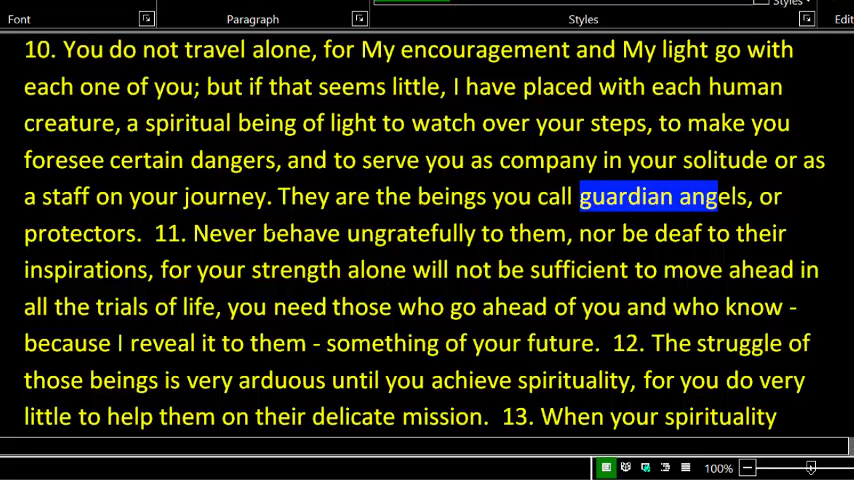 Font
Paragraph
Styles
Styles
10. You do not travel alone, for My encouragement and My light go with
each one of you; but if that seems little, I have placed with each human
creature, a spiritual being of light to watch over your steps, to make you
foresee certain dangers, and to serve you as company in your solitude or as
a staff on your journey. They are the beings you call guardian angels, or
protectors.  11. Never behave ungratefully to them, nor be deaf to their
inspirations, for your strength alone will not be sufficient to move ahead in
all the trials of life, you need those who go ahead of you and who know -
because I reveal it to them - something of your future.  12. The struggle of
those beings is very arduous until you achieve spirituality, for you do very
little to help them on their delicate mission.  13. When your spirituality
100%